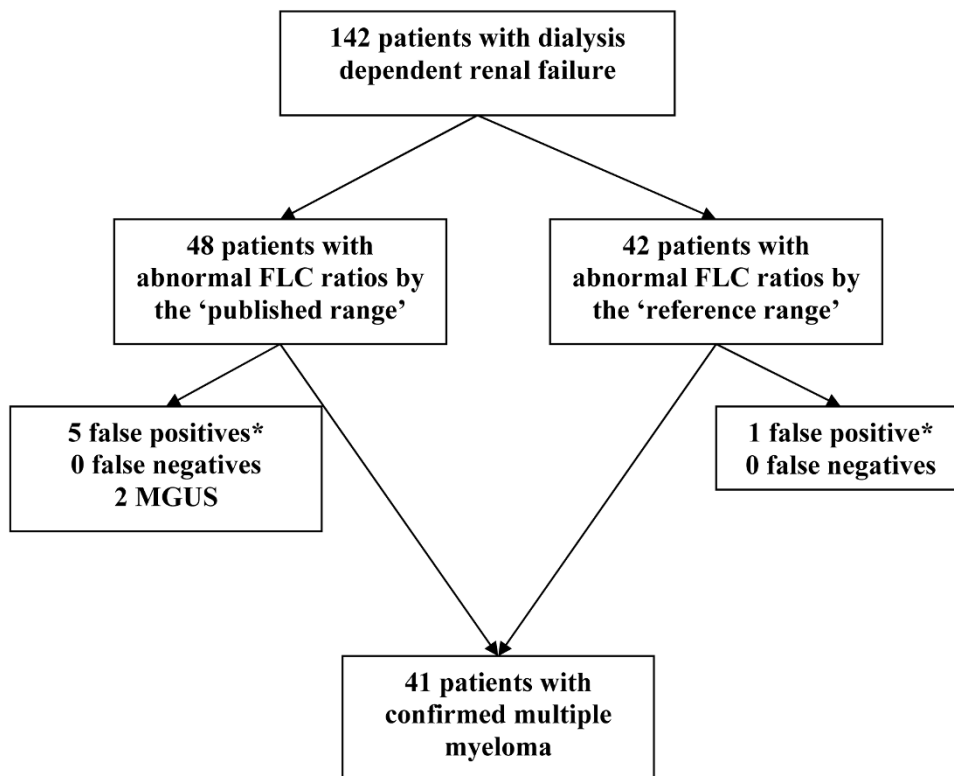 142 patients with dialysis
dependent renal failure
48 patients with
abnormal FLC ratios by
the ‘published range’
42 patients with
abnormal FLC ratios by
the ‘reference range’
5 false positives*
0 false negatives
2 MGUS
1 false positive*
0 false negatives
41 patients with
confirmed multiple
myeloma